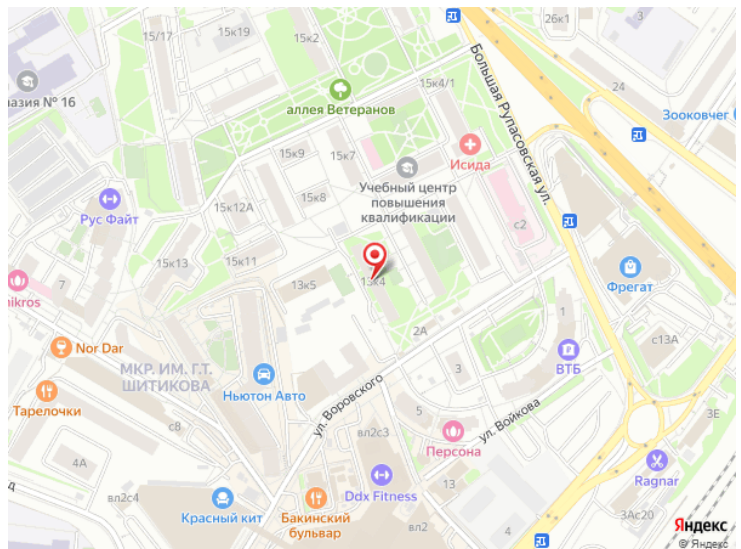 15/17
15к19
15к2
26к1
3
Большая Рупасовская ул.
24
Зооковчег
азия № 16
15к4/1
аллея Ветеранов
Исида
15к9
15к7
15к8
Учебный центр
повышения
квалификации
Рус Файт
15к12А
с2
15к13
15к11
13к5
13к4
Фрегат
nikros
7
Nor Dar
МКР. ИМ. Г.Т.
ШИТИКОВА
Ньютон Авто
2А
1
с13А
ВТБ
3
Тарелочки
с8
ул. Воровского
5
ул. Войкова
Персона
3Е
4А
вл2с3
Ddx Fitness
13
Ragnar
д
вл2с4
Красный кит
Бакинский
бульвар
вл2
4
3Ас20
Яндекс
© Яндекс